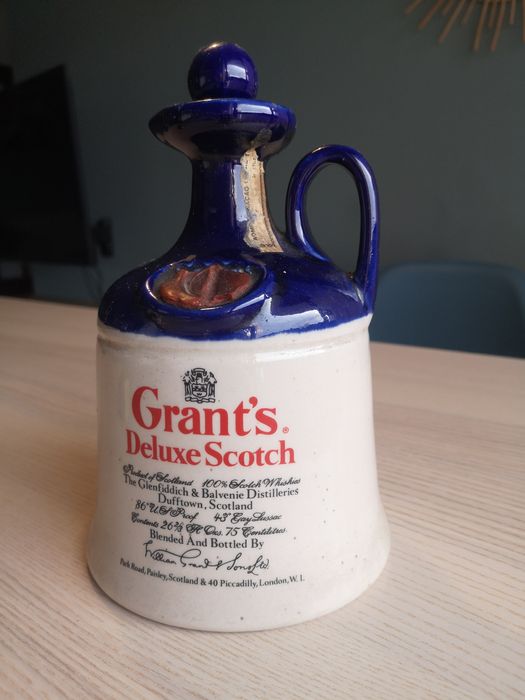 Grant's®
Deluxe Scotch
Product of Scotland 100% Scotch Whiskies
The Glenfiddich & Balvenie Distilleries
Dufftown, Scotland
86° U.S. Proof 43° Gay Lussac
Contents 26⅖ Fl. Ozs. 75 Centilitres
Blended And Bottled By
William Grant & Sons Ltd.
Park Road, Paisley, Scotland & 40 Piccadilly, London, W. 1.